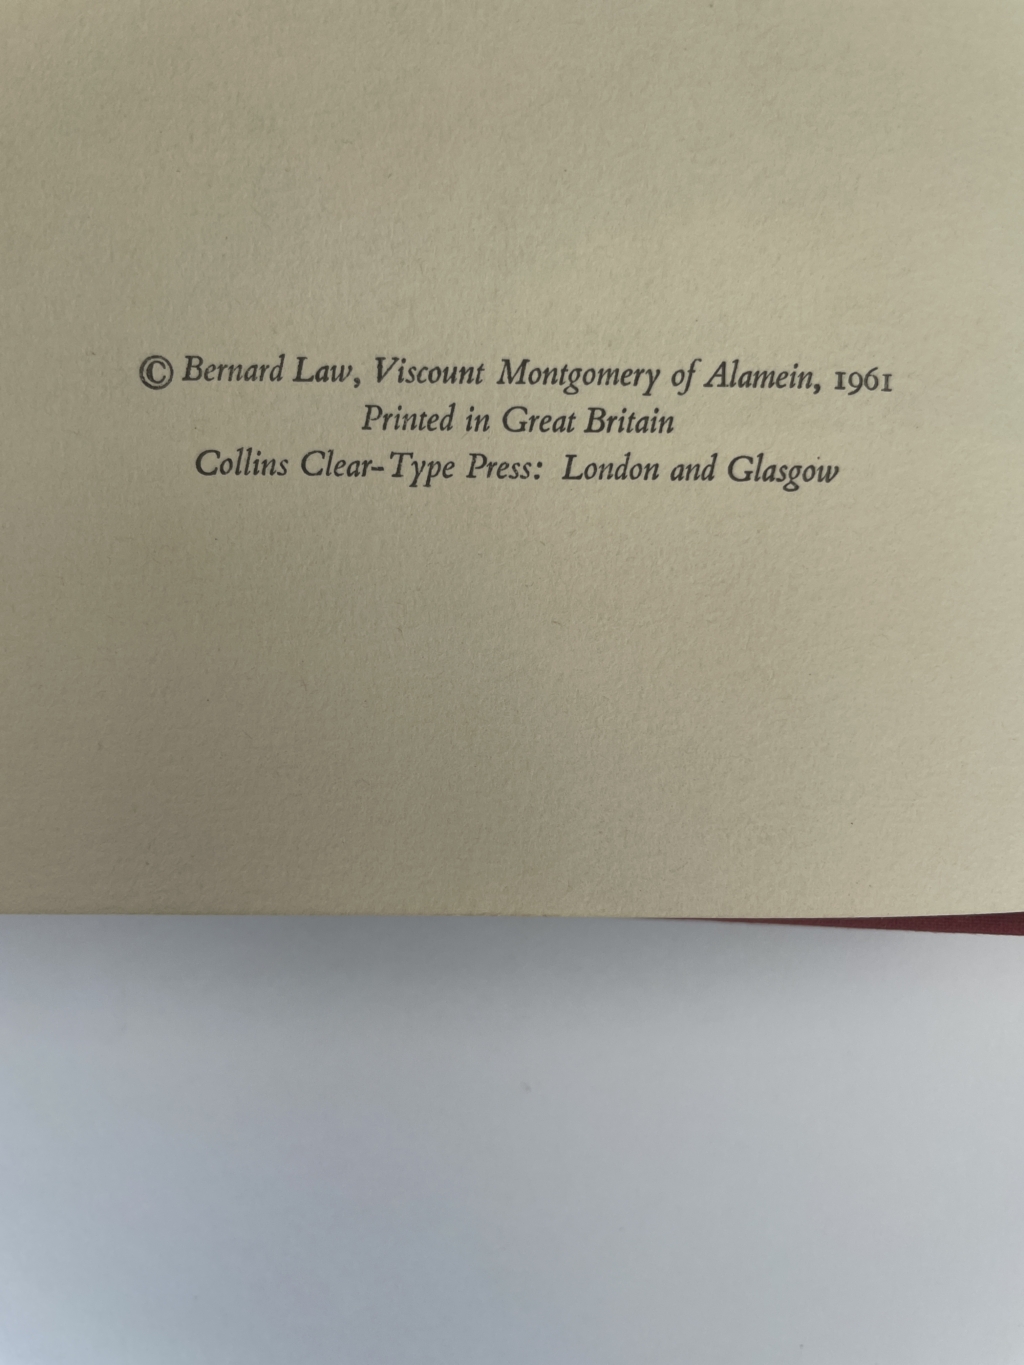 © Bernard Law, Viscount Montgomery of Alamein, 1961
Printed in Great Britain
Collins Clear-Type Press: London and Glasgow